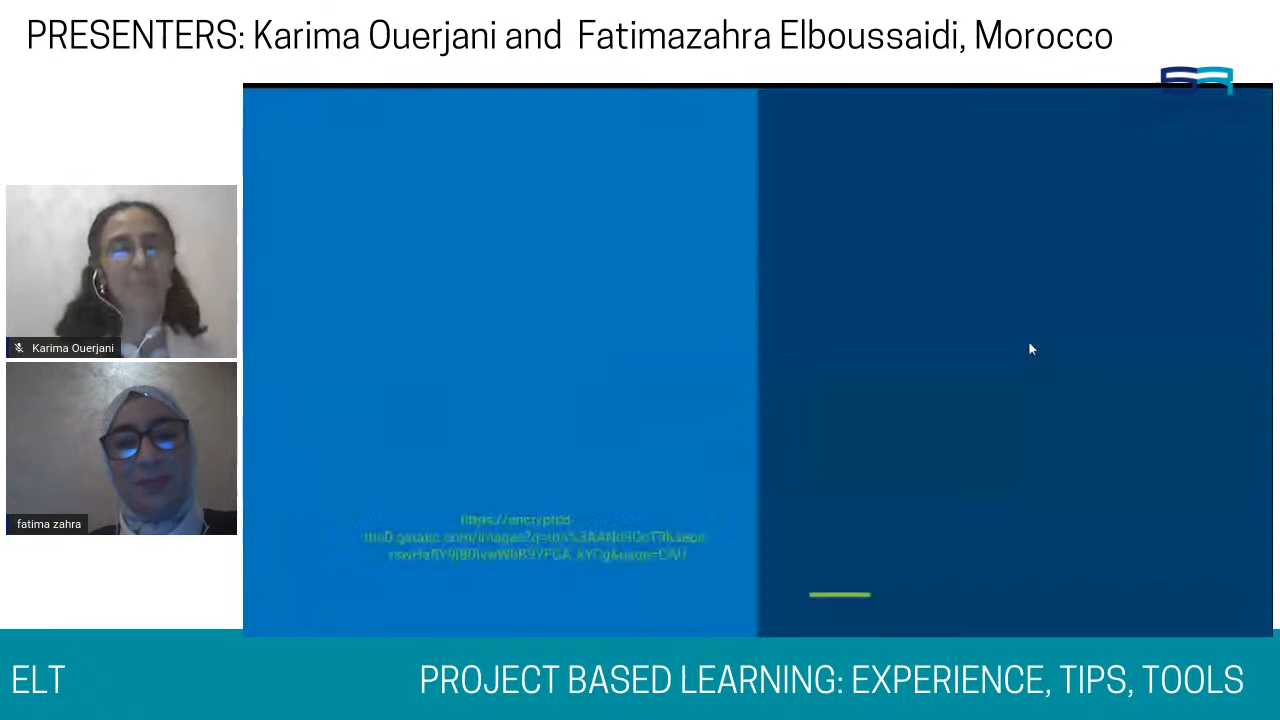 PRESENTERS: Karima Ouerjani and Fatimazahra Elboussaidi, Morocco
Karima Ouerjani
fatima zahra
https://encrypted-
ELT
PROJECT BASED LEARNING: EXPERIENCE, TIPS, TOOLS